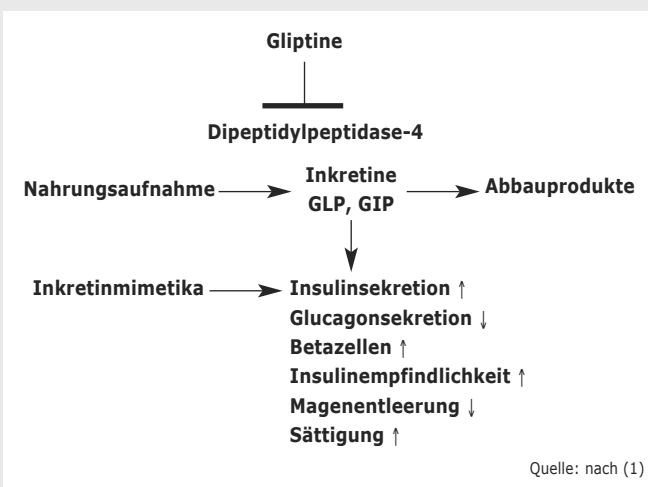 Gliptine
Dipeptidylpeptidase-4
Nahrungsaufnahme
Inkretine
GLP, GIP
Abbauprodukte
Inkretinmimetika
Insulinsekretion ↑
Glucagonsekretion ↓
Betazellen ↑
Insulinempfindlichkeit ↑
Magenentleerung ↓
Sättigung ↑
Quelle: nach (1)